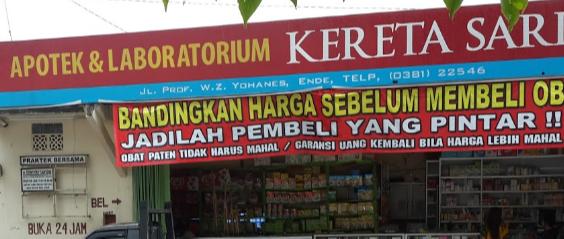 APOTEK & LABORATORIUM KERETA SARI
JL. PROF. W.Z. YOHANES, ENDE, TELP, (0381) 22546
BANDINGKAN HARGA SEBELUM MEMBELI OB
JADILAH PEMBELI YANG PINTAR !!
OBAT PATEN TIDAK HARUS MAHAL / GARANSI UANG KEMBALI BILA HARGA LEBIH MAHAL
PRAKTEK BERSAMA
BEL →
BUKA 24 JAM